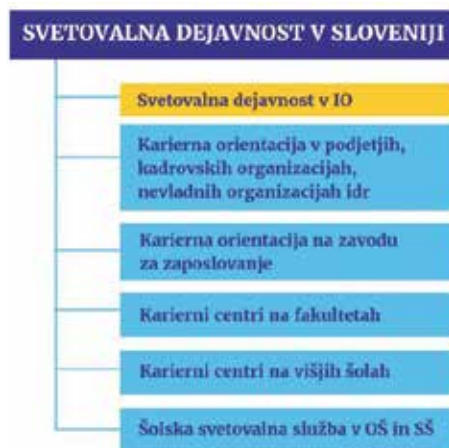 SVETOVALNA DEJAVNOST V SLOVENIJI
Svetovalna dejavnost v IO
Karierna orientacija v podjetjih,
kadrovskih organizacijah,
nevladnih organizacijah idr
Karierna orientacija na zavodu
za zaposlovanje
Karierni centri na fakultetah
Karierni centri na višjih šolah
Šolska svetovalna služba v OŠ in SŠ